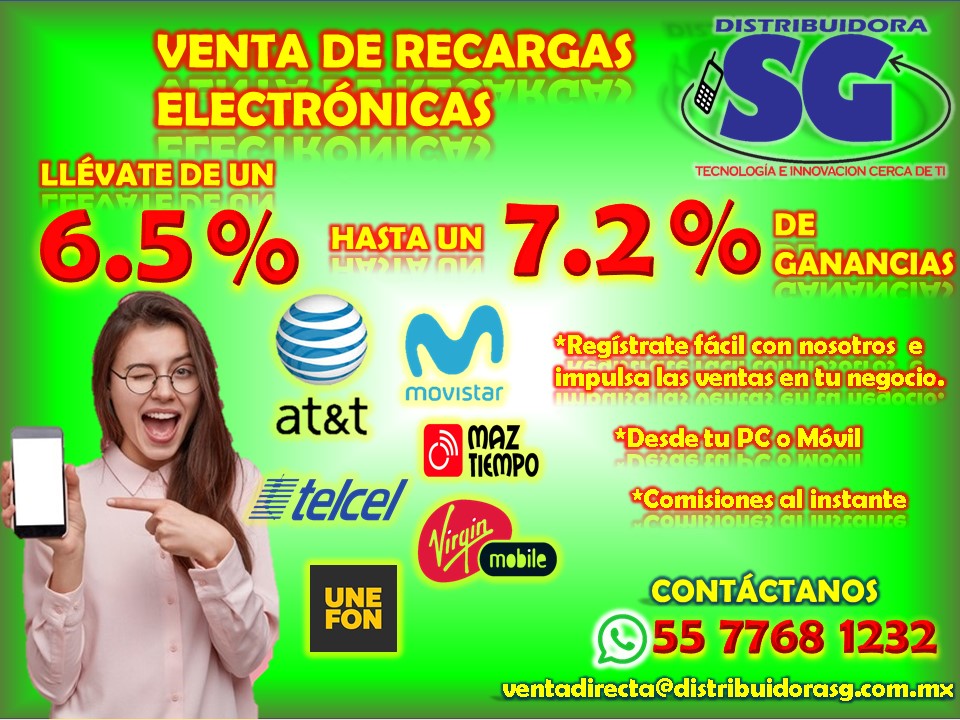 VENTA DE RECARGAS
ELECTRÓNICAS
DISTRIBUIDORA
SG
TECNOLOGÍA E INNOVACION CERCA DE TI
LLÉVATE DE UN
6.5%
HASTA UN
7.2%
DE
GANANCIAS
at&t
movistar
MAZ
TIEMPO
telcel
Virgin
mobile
UNE
FON
*Regístrate fácil con nosotros e
impulsa las ventas en tu negocio.
*Desde tu PC o Móvil
*Comisiones al instante
CONTÁCTANOS
55 7768 1232
ventadirecta@distribuidorasg.com.mx